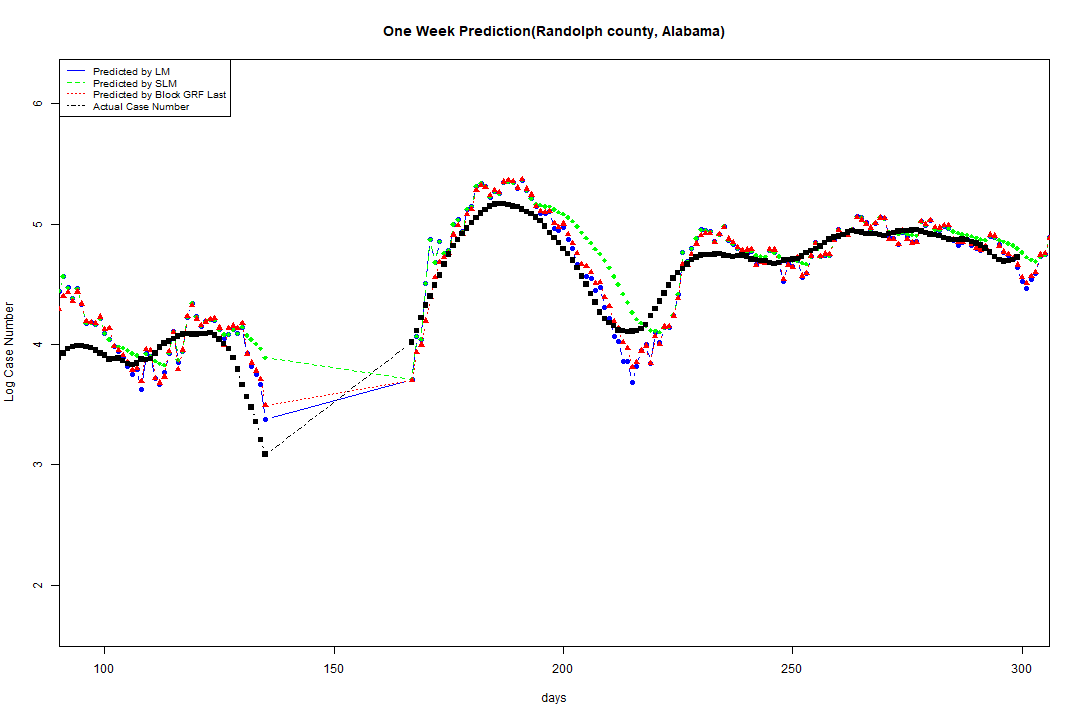 One Week Prediction(Randolph county, Alabama)
Predicted by LM
Predicted by SLM
Predicted by Block GRF Last
Actual Case Number
6
5
4
3
2
Log Case Number
100 150 200 250 300
days